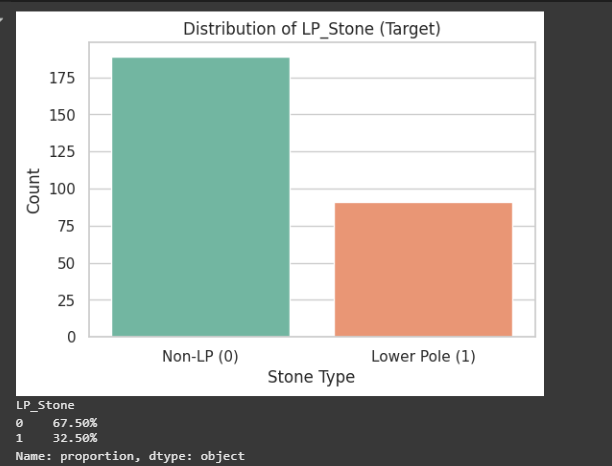 Distribution of LP_Stone (Target)
175
150
125
100
75
50
25
0
Count
Non-LP (0) Lower Pole (1)
Stone Type
LP_Stone
0 67.50%
1 32.50%
Name: proportion, dtype: object